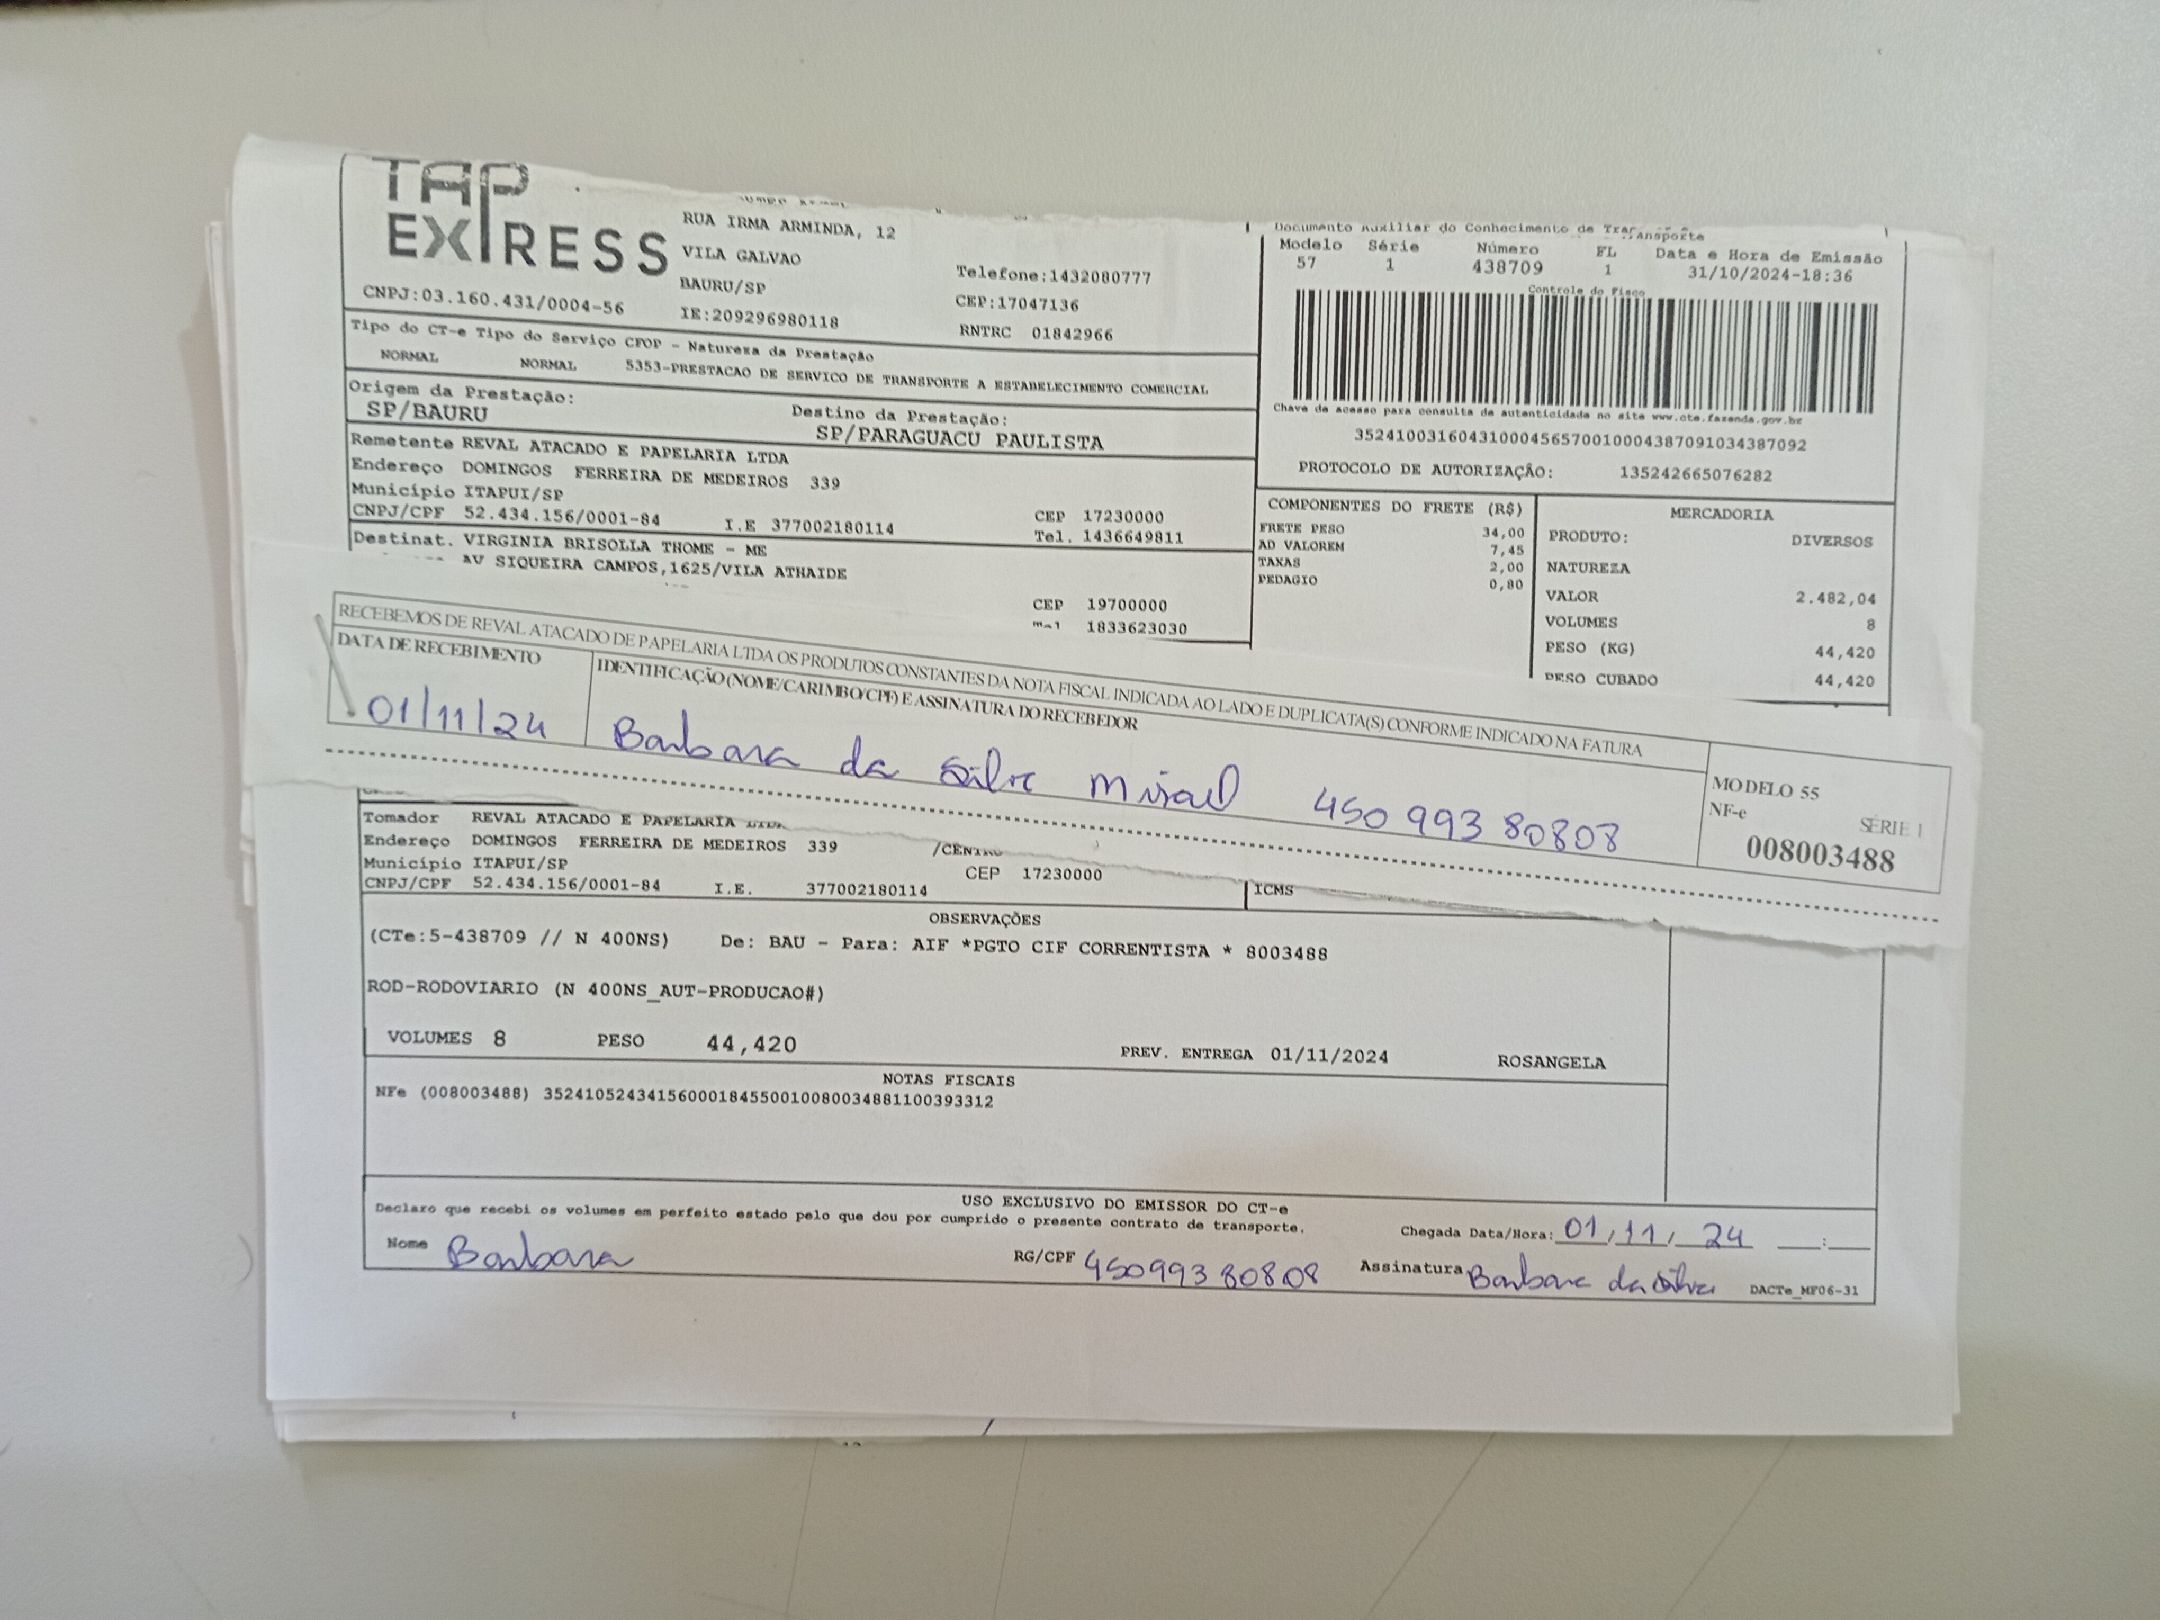 TAP
EXPRESS
CNPJ:03.160.431/0004-56
RUA IRMA ARMINDA, 12
VILA GALVAO
BAURU/SP
IE:209296980118
Telefone:1432080777
CEP:17047136
RNTRC 01842966
Documento Auxiliar do Conhecimento de Transporte
Modelo Série Número FL Data e Hora de Emissão
57 1 438709 1 31/10/2024-18:36
Controle do Fisco
Chave de acesso para consulta de autenticidade no site www.cte.fazenda.gov.br
35241003160431000456570010004387091034387092
PROTOCOLO DE AUTORIZAÇÃO: 135242665076282
Tipo do CT-e Tipo do Serviço CFOP - Natureza da Prestação
NORMAL NORMAL 5353-PRESTACAO DE SERVICO DE TRANSPORTE A ESTABELECIMENTO COMERCIAL
Origem da Prestação: Destino da Prestação:
SP/BAURU SP/PARAGUACU PAULISTA
Remetente REVAL ATACADO E PAPELARIA LTDA
Endereço DOMINGOS FERREIRA DE MEDEIROS 339
Município ITAPUI/SP CEP 17230000
CNPJ/CPF 52.434.156/0001-84 I.E 377002180114 Tel. 1436649811
Destinat. VIRGINIA BRISOLLA THOME - ME
AV SIQUEIRA CAMPOS,1625/VILA ATHAIDE
CEP 19700000
1833623030
COMPONENTES DO FRETE (R$)
FRETE PESO 34,00
AD VALOREM 7,45
TAXAS 2,00
PEDAGIO 0,80
MERCADORIA
PRODUTO: DIVERSOS
NATUREZA
VALOR 2.482,04
VOLUMES 8
PESO (KG) 44,420
PESO CUBADO 44,420
RECEBEMOS DE REVAL ATACADO DE PAPELARIA LTDA OS PRODUTOS CONSTANTES DA NOTA FISCAL INDICADA AO LADO E DUPLICATA(S) CONFORME INDICADO NA FATURA
DATA DE RECEBIMENTO IDENTIFICAÇÃO (NOME/CARIMBO/CPF) E ASSINATURA DO RECEBEDOR
01/11/24 Barbara da Silva 450 993 80808
MODELO 55
NF-e SÉRIE 1
008003488
Tomador REVAL ATACADO E PAPELARIA LTDA
Endereço DOMINGOS FERREIRA DE MEDEIROS 339 /CENTRO
Município ITAPUI/SP CEP 17230000
CNPJ/CPF 52.434.156/0001-84 I.E. 377002180114
ICMS
OBSERVAÇÕES
(CTe:5-438709 // N 400NS) De: BAU - Para: AIF *PGTO CIF CORRENTISTA * 8003488
ROD-RODOVIARIO (N 400NS_AUT-PRODUCAO#)
VOLUMES 8 PESO 44,420 PREV. ENTREGA 01/11/2024 ROSANGELA
NOTAS FISCAIS
NFe (008003488) 35241052434156000184550010080034881100393312
USO EXCLUSIVO DO EMISSOR DO CT-e
Declaro que recebi os volumes em perfeito estado pelo que dou por cumprido o presente contrato de transporte.
Chegada Data/Hora: 01/11/24 __:__
Nome Barbara RG/CPF 45099380808 Assinatura Barbara da Silva DACTe_MF06-31